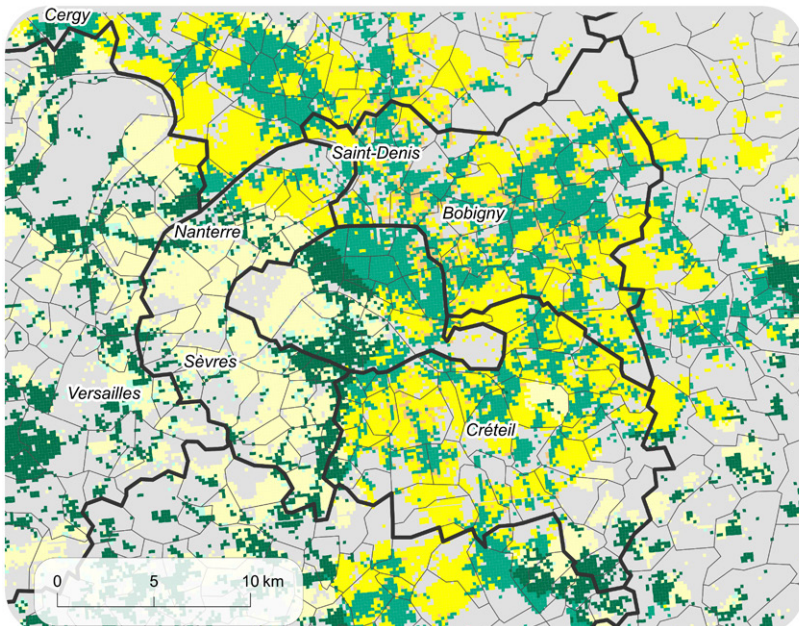 Cergy
Saint-Denis
Bobigny
Nanterre
Sèvres
Versailles
Créteil
0 5 10 km